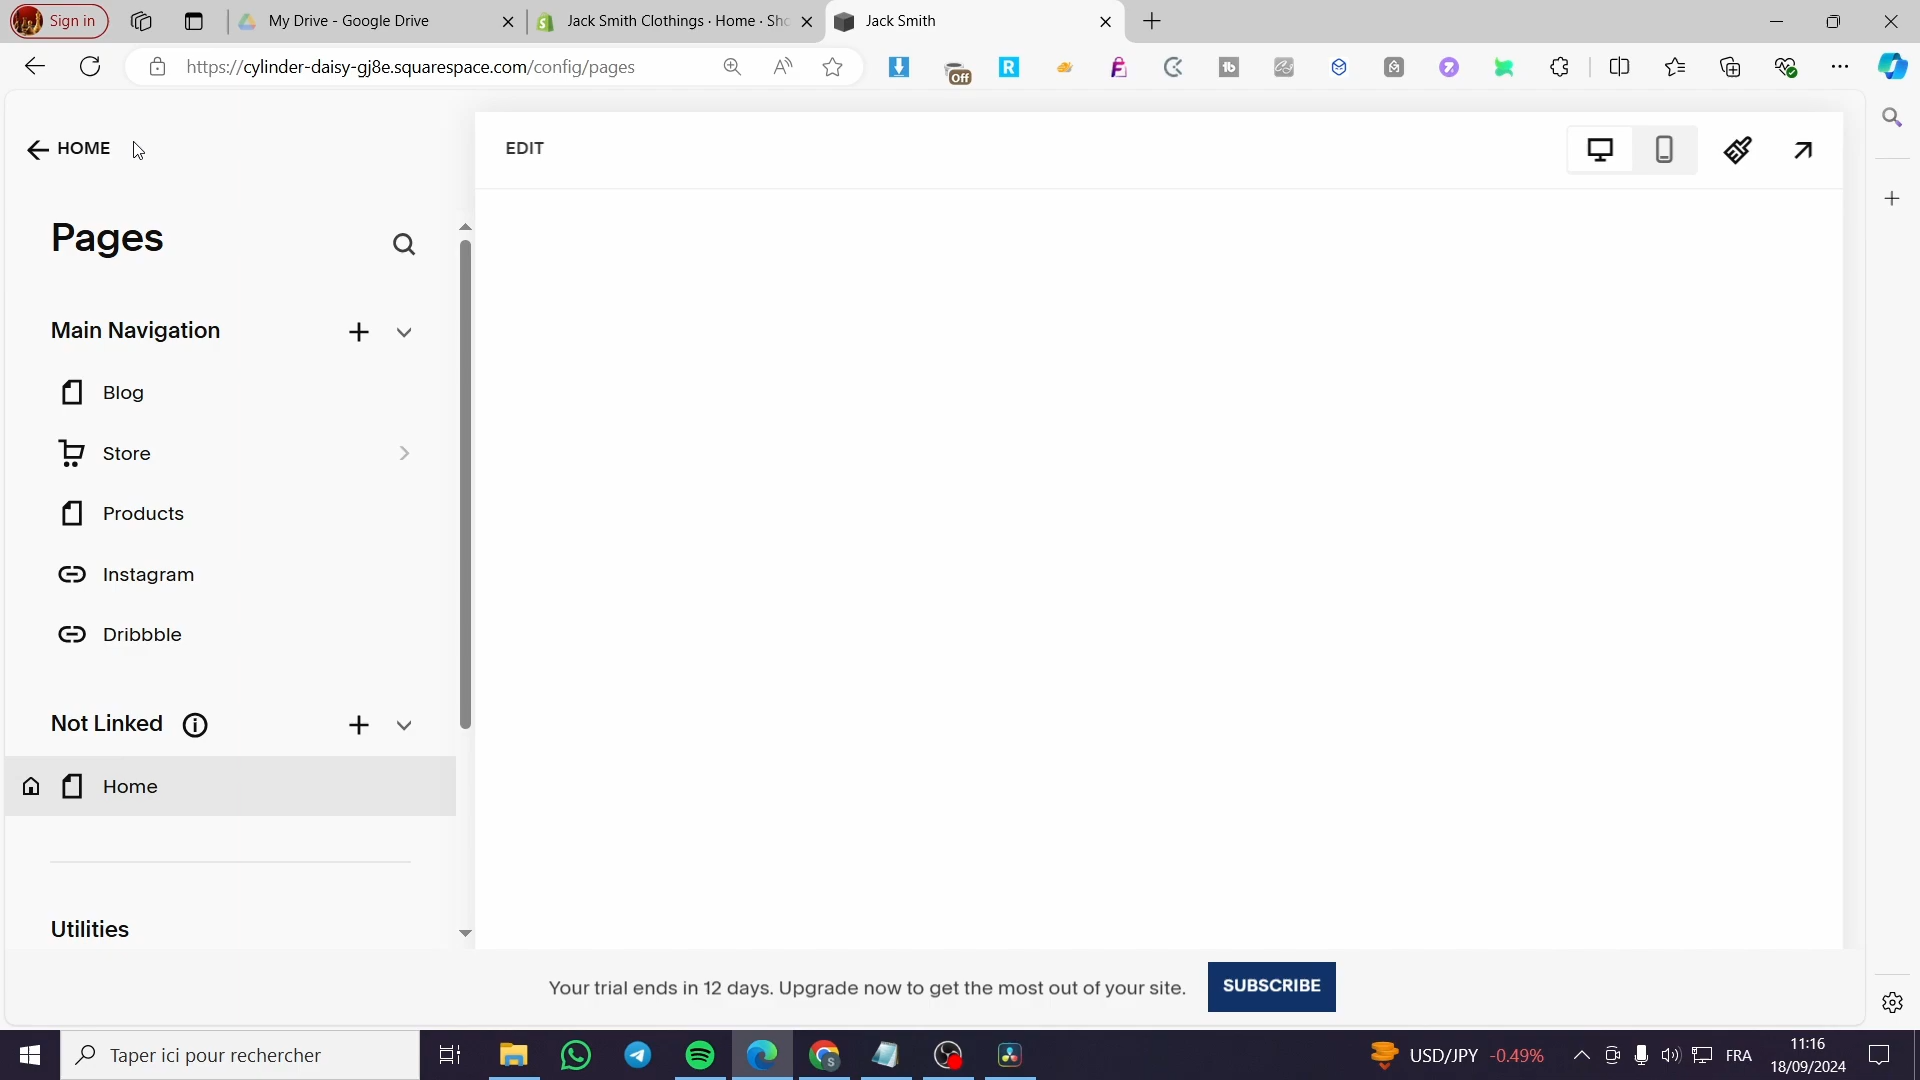 Sign in
My Drive - Google Drive
Jack Smith Clothings · Home · Sho
Jack Smith
https://cylinder-daisy-gj8e.squarespace.com/config/pages
Off
HOME
EDIT
Pages
Main Navigation
Blog
Store
Products
Instagram
Dribbble
Not Linked
Home
Utilities
Your trial ends in 12 days. Upgrade now to get the most out of your site.
SUBSCRIBE
Taper ici pour rechercher
USD/JPY -0.49%
FRA
11:16
18/09/2024